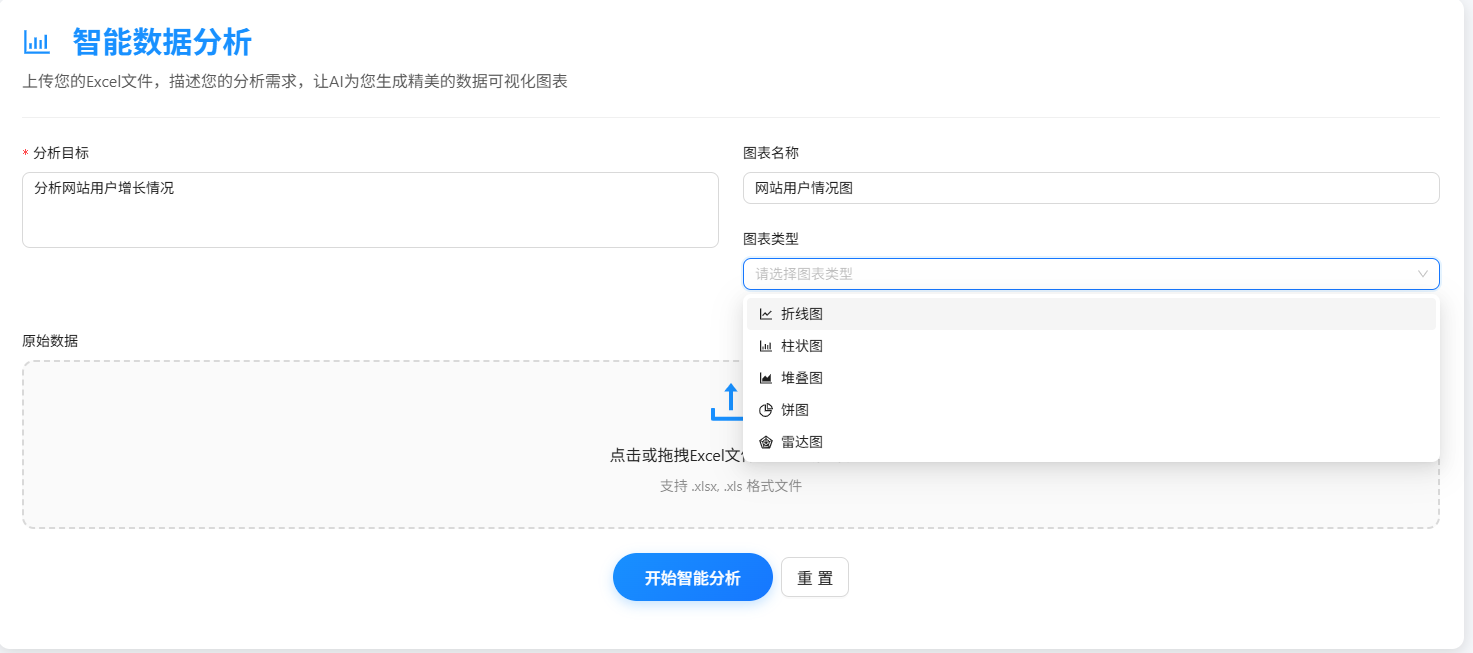 智能数据分析
上传您的Excel文件，描述您的分析需求，让AI为您生成精美的数据可视化图表
* 分析目标
分析网站用户增长情况
图表名称
网站用户情况图
图表类型
请选择图表类型
折线图
柱状图
堆叠图
饼图
雷达图
原始数据
点击或拖拽Excel文
支持 .xlsx, .xls 格式文件
开始智能分析
重 置